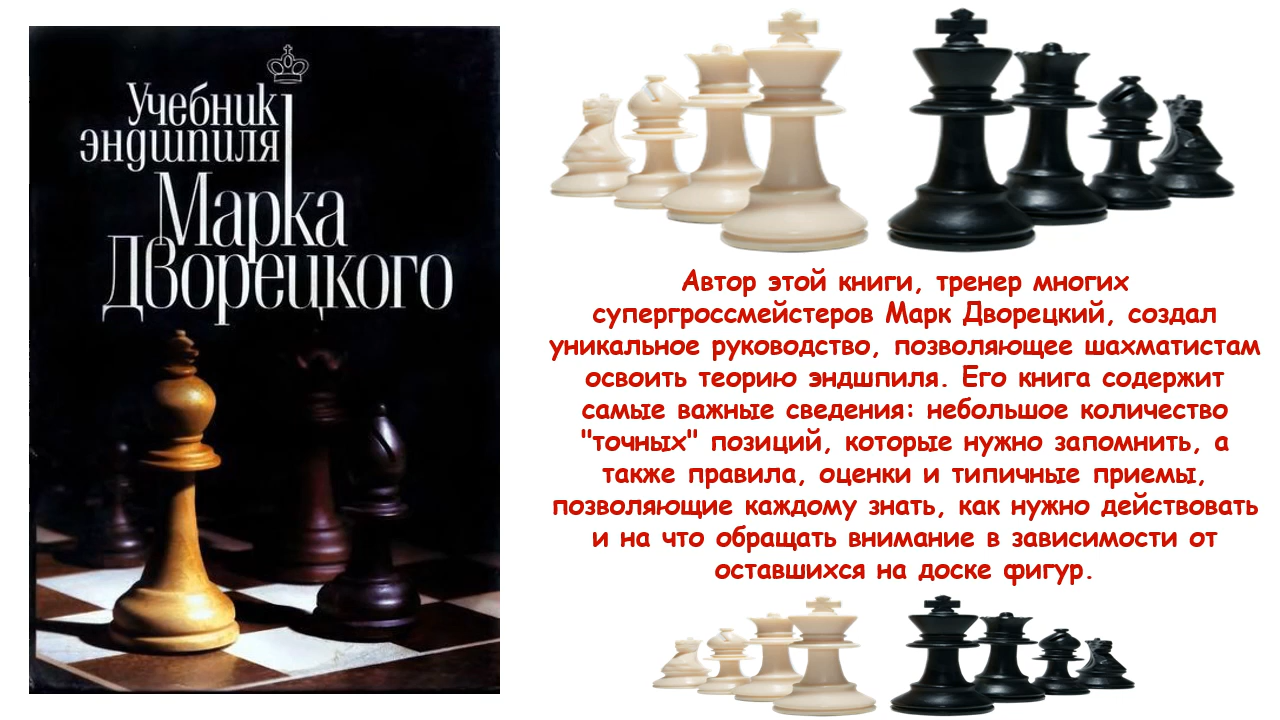 Учебник
эндшпиля
Марка
Дворецкого
Автор этой книги, тренер многих
супергроссмейстеров Марк Дворецкий, создал
уникальное руководство, позволяющее шахматистам
освоить теорию эндшпиля. Его книга содержит
самые важные сведения: небольшое количество
"точных" позиций, которые нужно запомнить, а
также правила, оценки и типичные приемы,
позволяющие каждому знать, как нужно действовать
и на что обращать внимание в зависимости от
оставшихся на доске фигур.